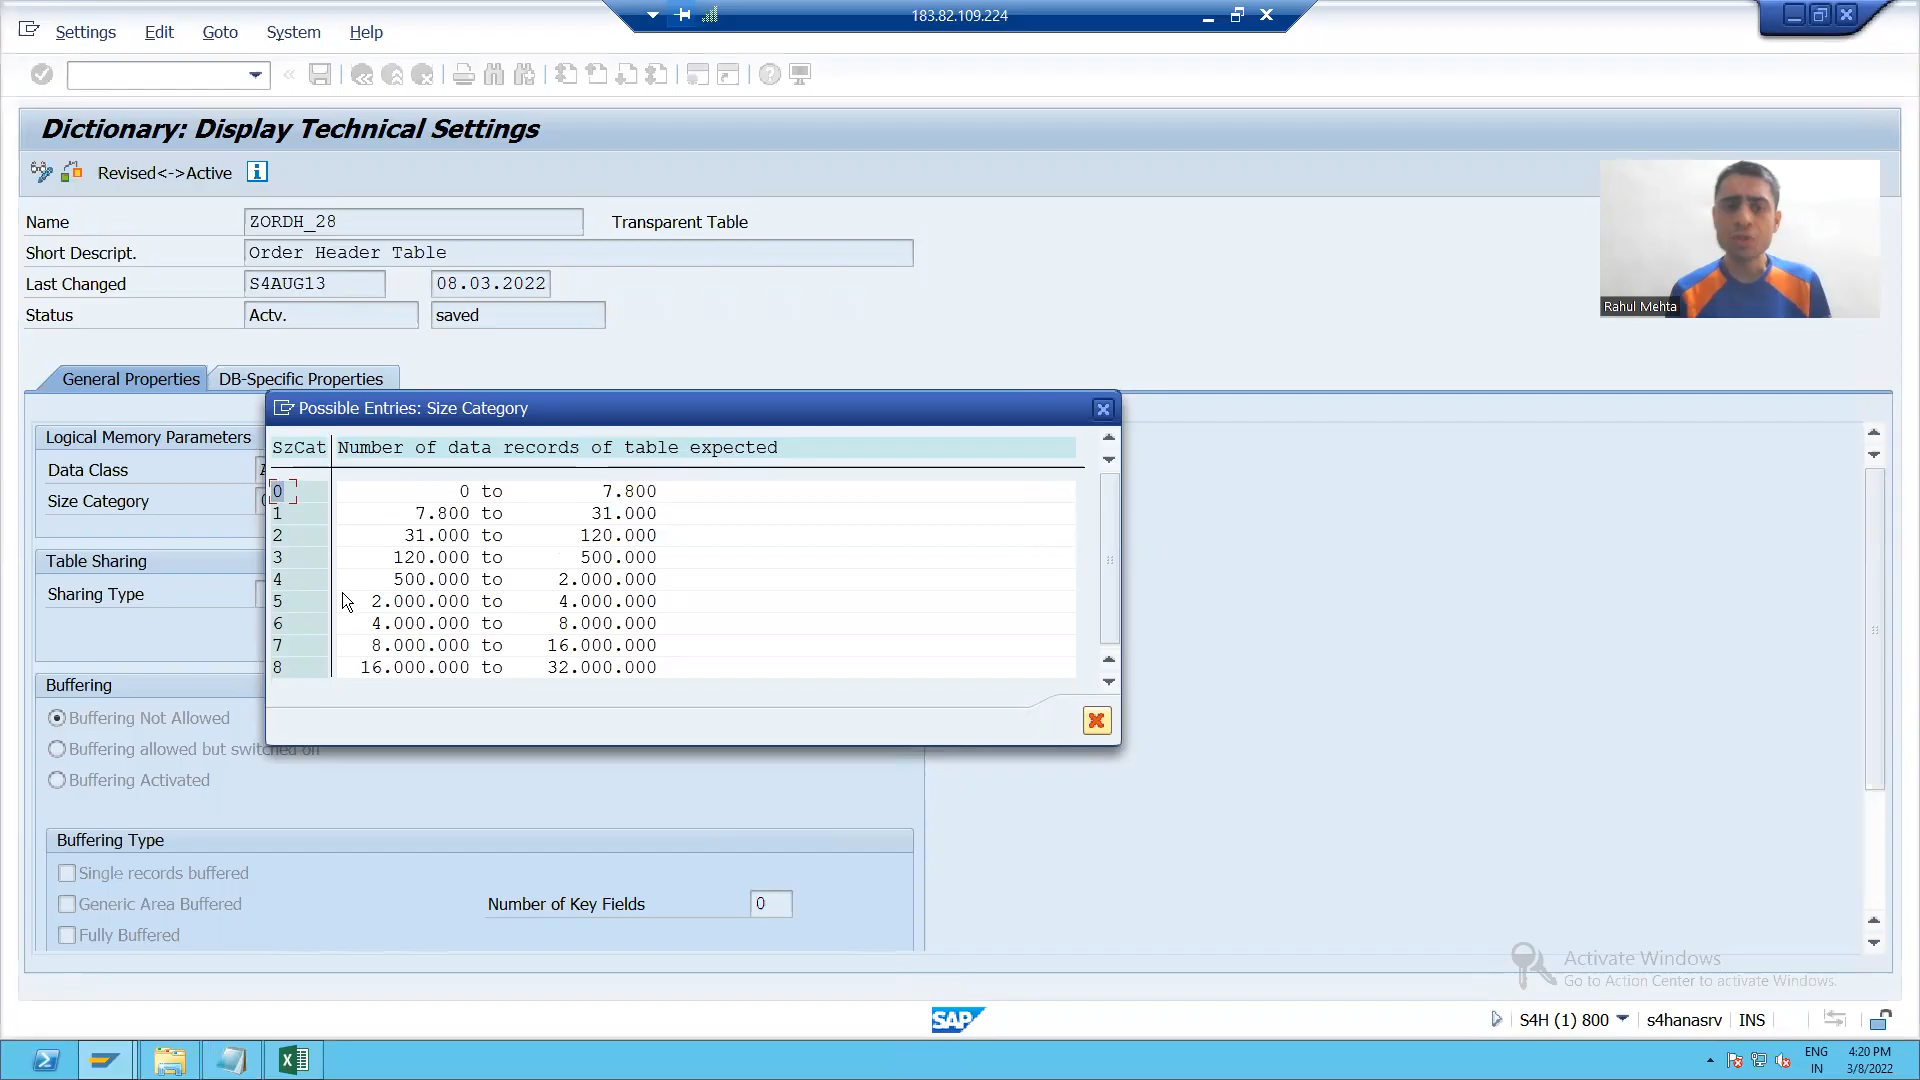 183.82.109.224
Settings Edit Goto System Help
Dictionary: Display Technical Settings
Revised<->Active
Name ZORDH_28 Transparent Table
Short Descript. Order Header Table
Last Changed S4AUG13 08.03.2022
Status Actv. saved
Rahul Mehta
General Properties DB-Specific Properties
Possible Entries: Size Category
Logical Memory Parameters
Data Class
Size Category
Table Sharing
Sharing Type
SzCat Number of data records of table expected
0 0 to 7.800
1 7.800 to 31.000
2 31.000 to 120.000
3 120.000 to 500.000
4 500.000 to 2.000.000
5 2.000.000 to 4.000.000
6 4.000.000 to 8.000.000
7 8.000.000 to 16.000.000
8 16.000.000 to 32.000.000
Buffering
Buffering Not Allowed
Buffering allowed but switched off
Buffering Activated
Buffering Type
Single records buffered
Generic Area Buffered Number of Key Fields 0
Fully Buffered
Activate Windows
Go to Action Center to activate Windows.
SAP
S4H (1) 800 s4hanasrv INS
ENG 4:20 PM
IN 3/8/2022